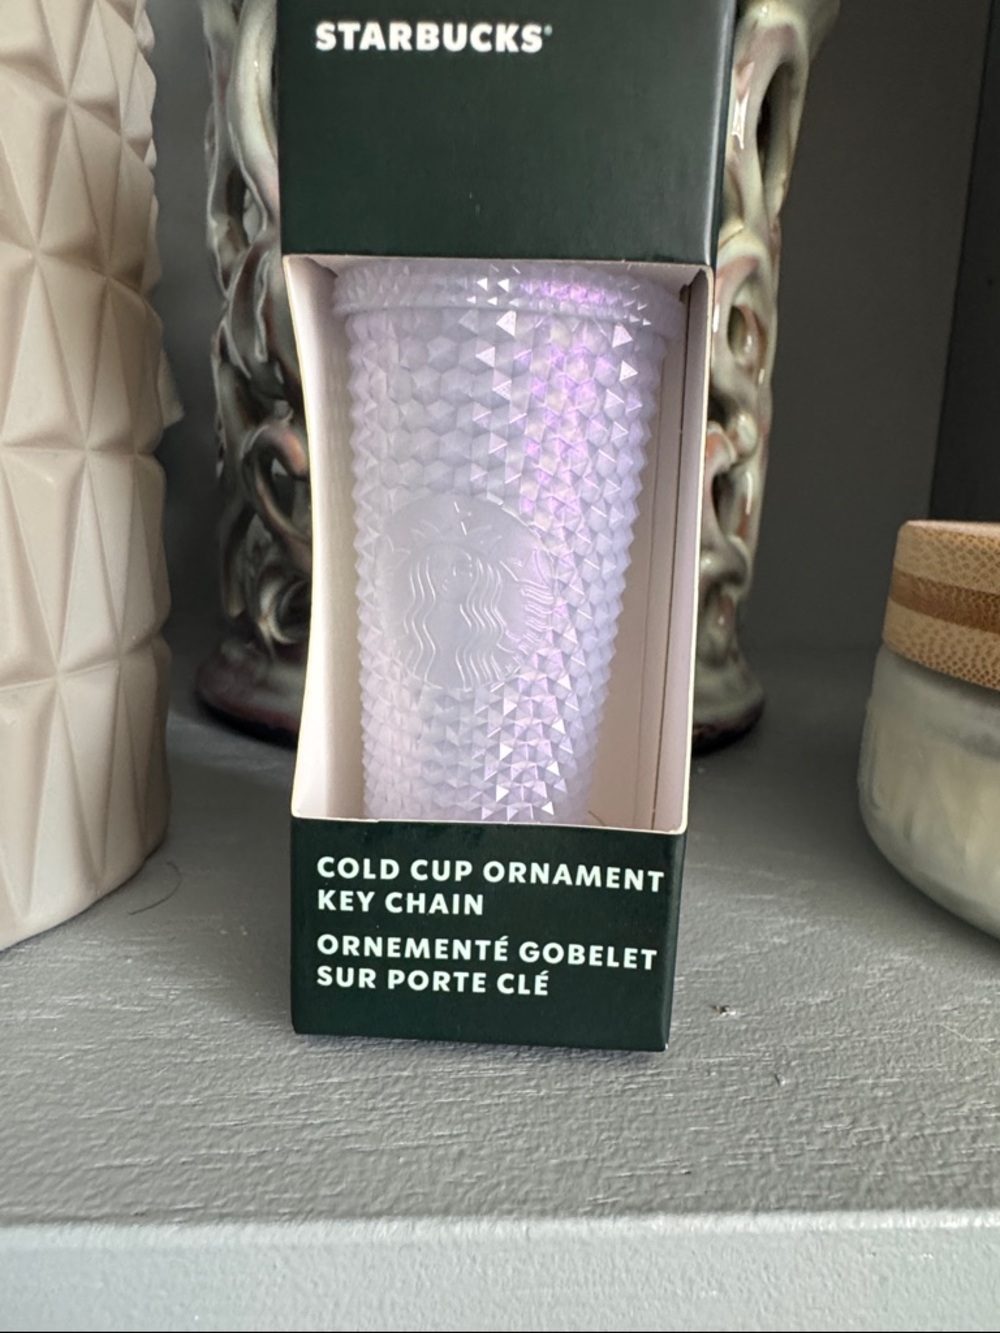 STARBUCKS®
COLD CUP ORNAMENT
KEY CHAIN
ORNEMENTÉ GOBELET
SUR PORTE CLÉ